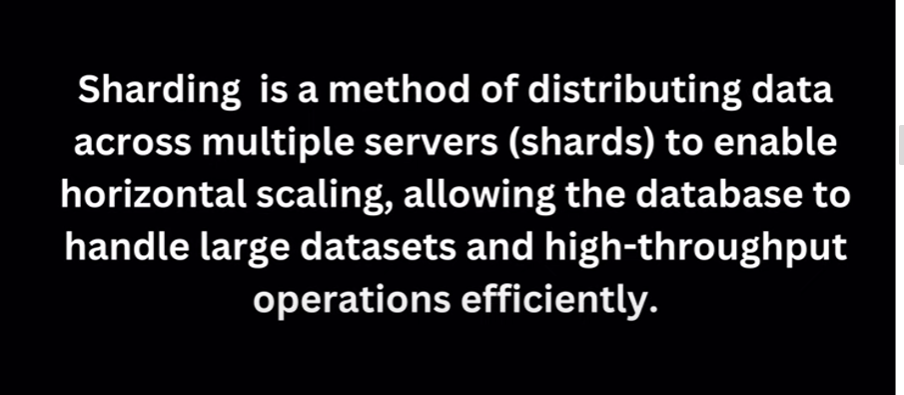 Sharding is a method of distributing data
across multiple servers (shards) to enable
horizontal scaling, allowing the database to
handle large datasets and high-throughput
operations efficiently.